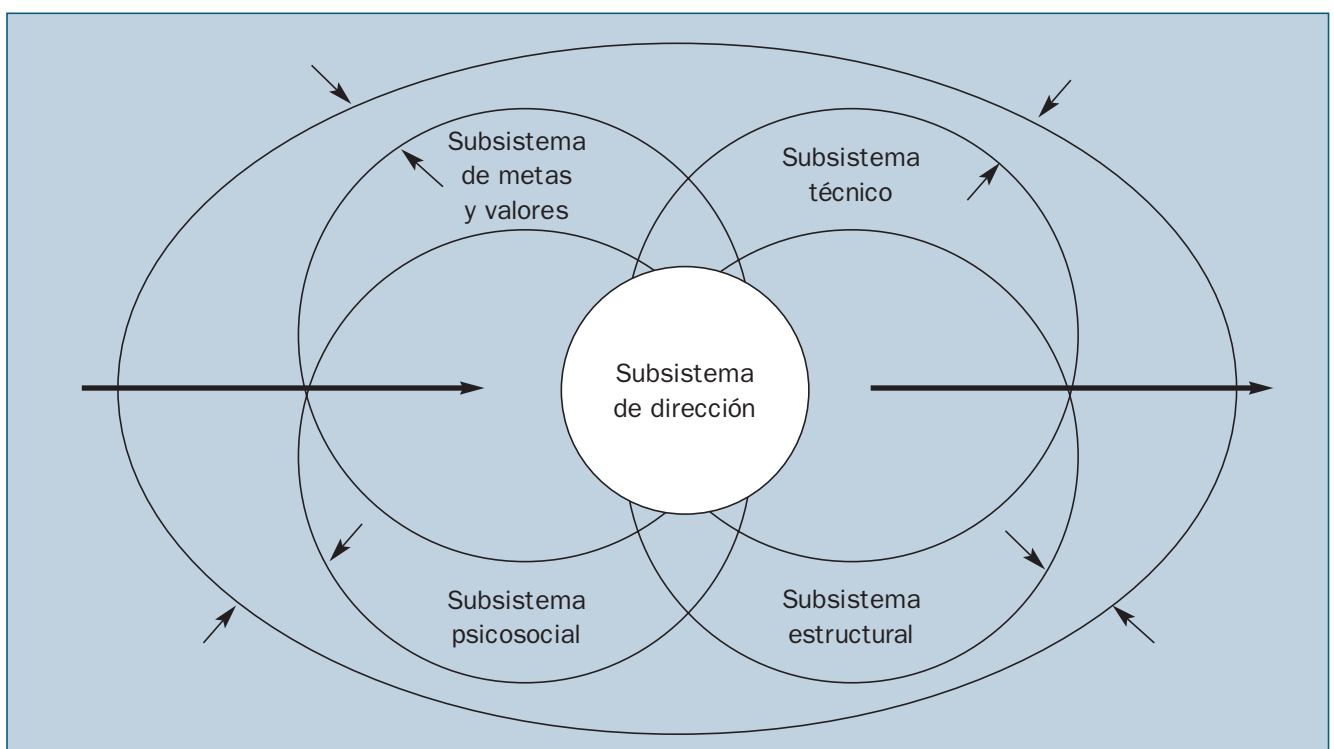 Subsistema
de metas
y valores
Subsistema
técnico
Subsistema
de dirección
Subsistema
psicosocial
Subsistema
estructural